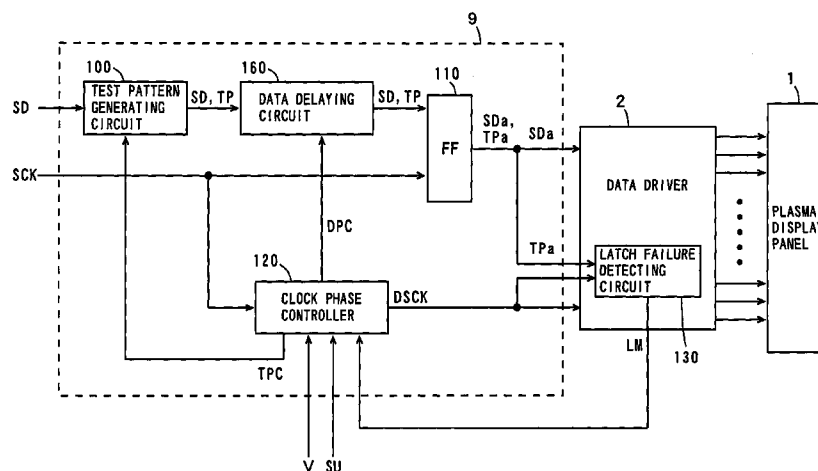 9
100
160
110
1
TEST PATTERN
GENERATING
CIRCUIT
DATA DELAYING
CIRCUIT
SD
SD, TP
SD, TP
FF
SDa,
TPa
SDa
2
DATA DRIVER
PLASMA
DISPLAY
PANEL
SCK
DPC
TPa
LATCH FAILURE
DETECTING
CIRCUIT
120
CLOCK PHASE
CONTROLLER
DSCK
130
LM
TPC
V
SU